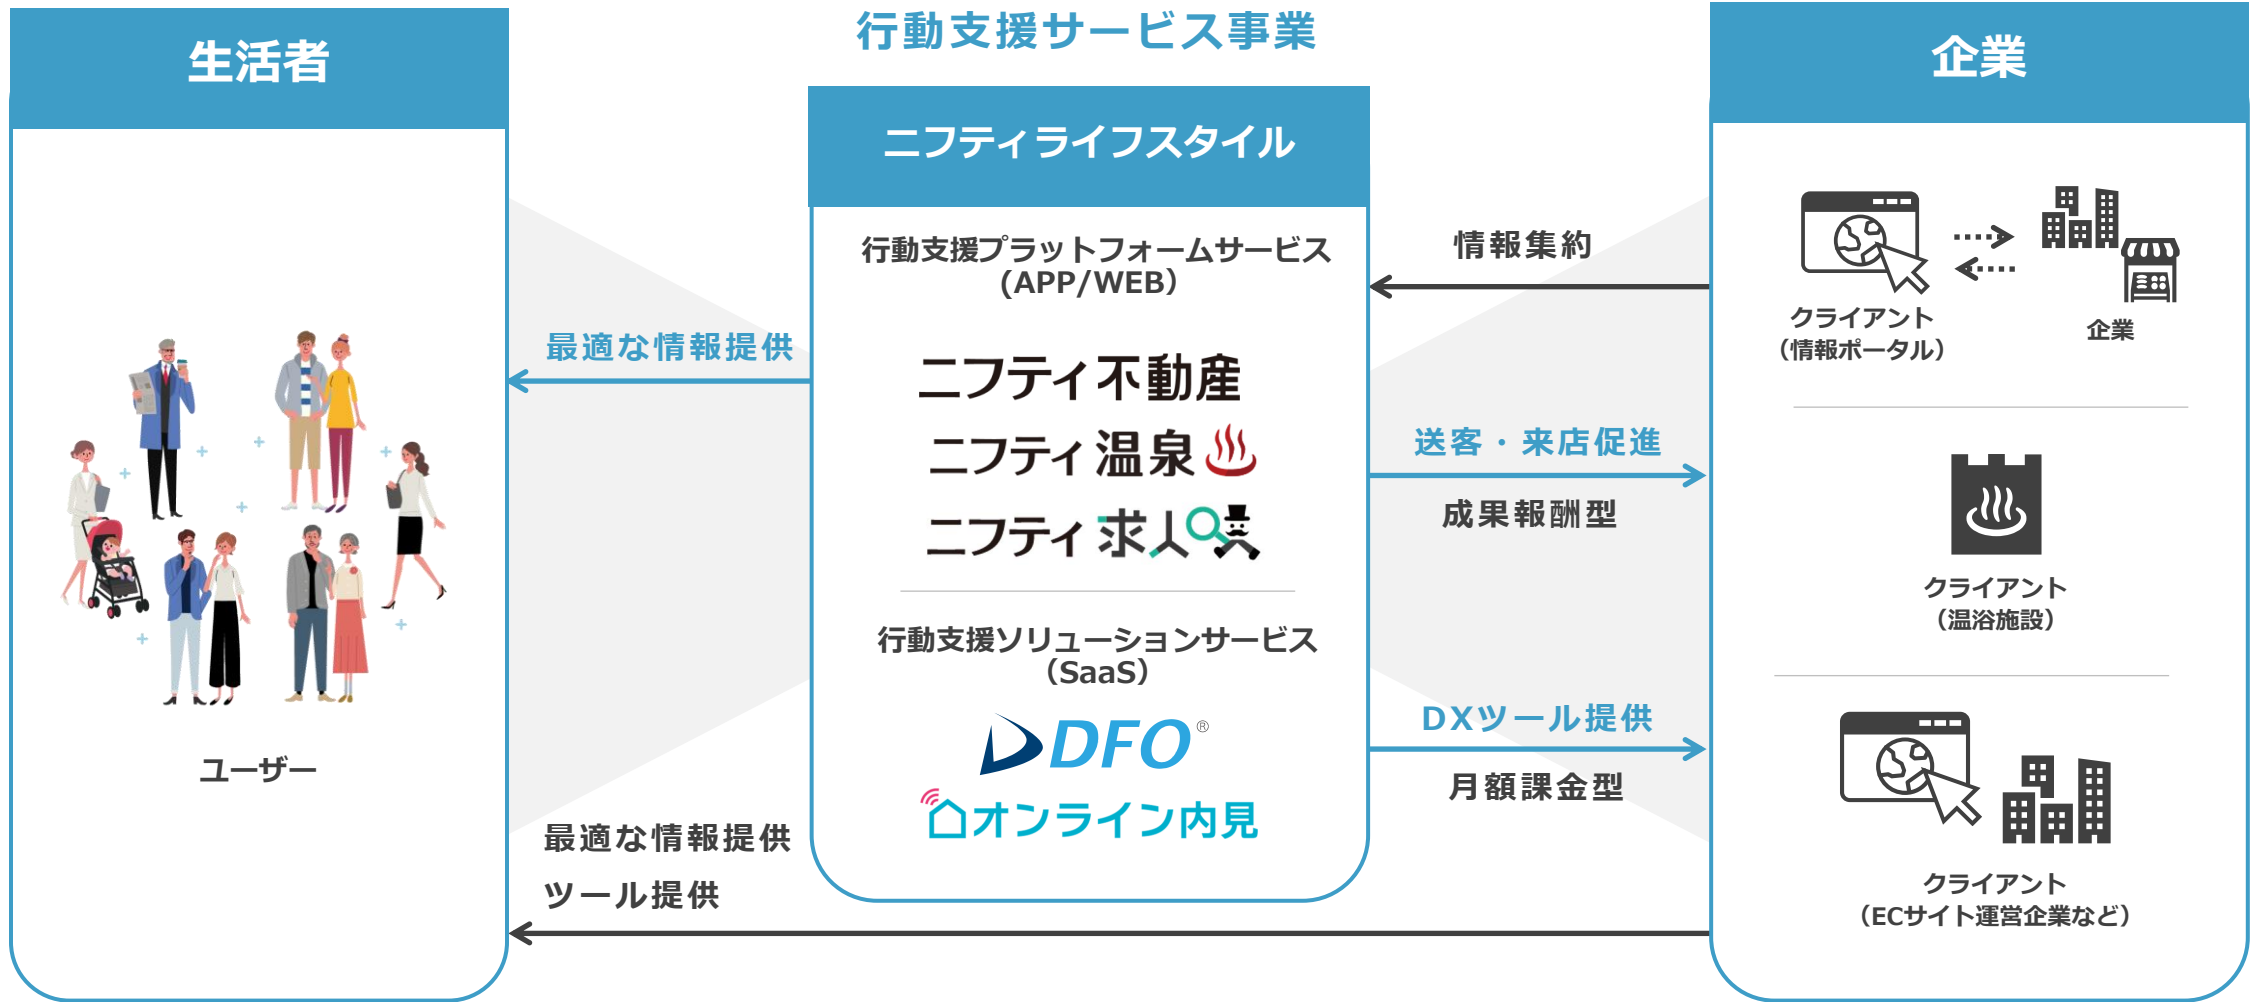 行動支援サービス事業
生活者
ユーザー
最適な情報提供
最適な情報提供
ツール提供
ニフティライフスタイル
行動支援プラットフォームサービス
(APP/WEB）
ニフティ不動産
ニフティ温泉
ニフティ求人
行動支援ソリューションサービス
（SaaS）
DFO®
オンライン内見
情報集約
送客・来店促進
成果報酬型
DXツール提供
月額課金型
企業
クライアント
（情報ポータル）
企業
クライアント
（温浴施設）
クライアント
（ECサイト運営企業など）